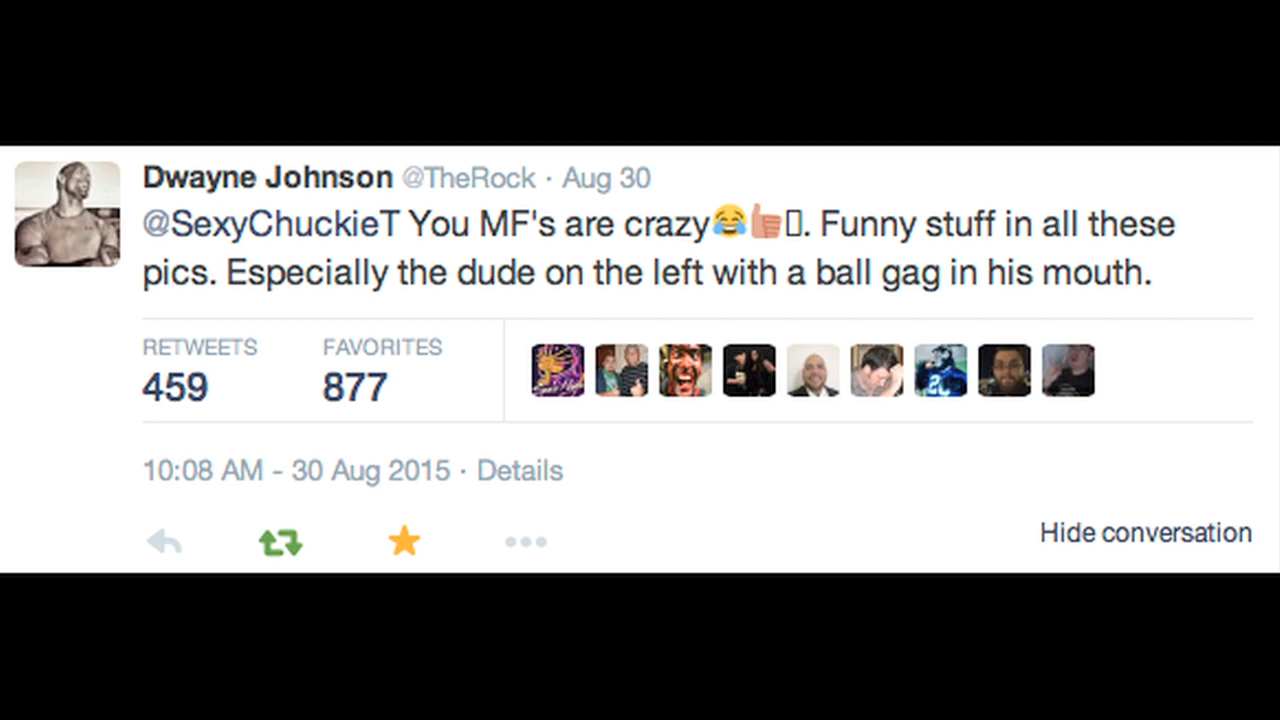 Dwayne Johnson @TheRock · Aug 30
@SexyChuckieT You MF's are crazy😂👍▯. Funny stuff in all these
pics. Especially the dude on the left with a ball gag in his mouth.
RETWEETS FAVORITES
459 877
10:08 AM - 30 Aug 2015 · Details
Hide conversation